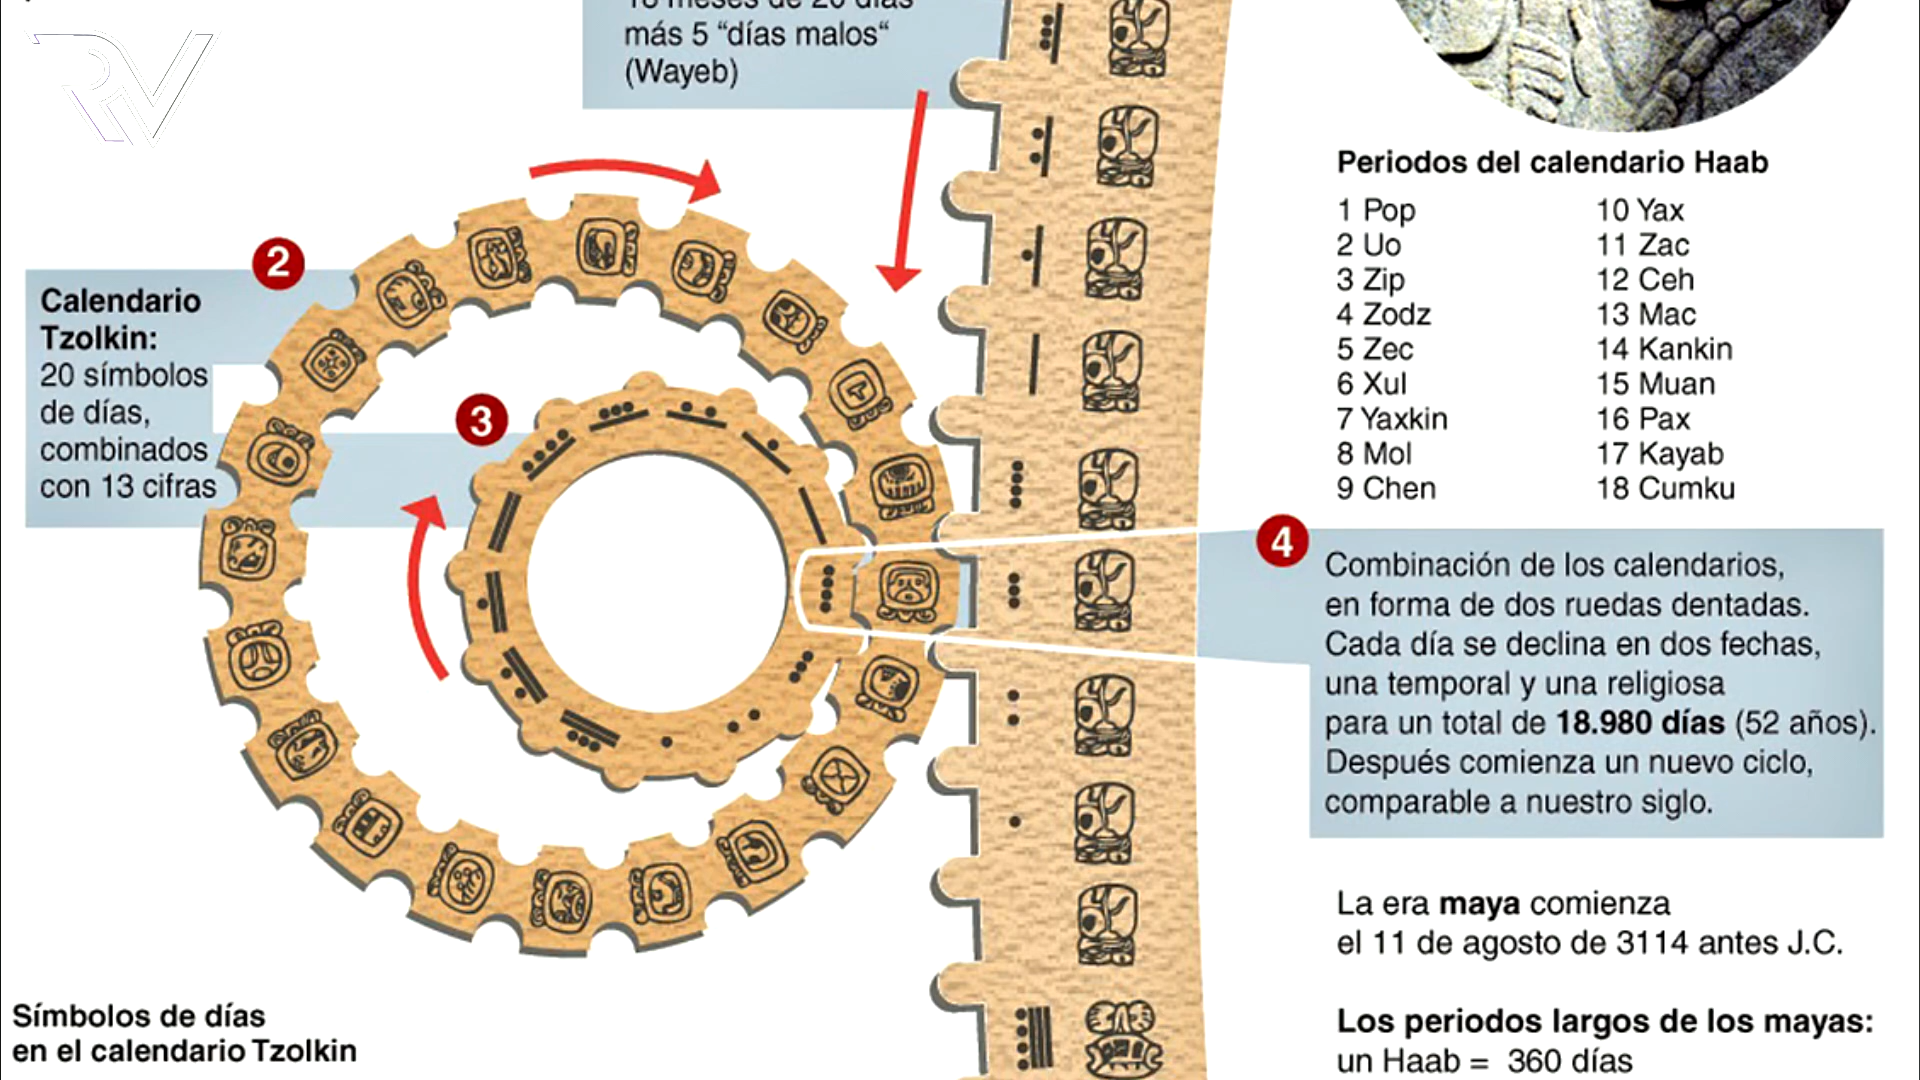 RV
18 meses de 20 días
más 5 “días malos“
(Wayeb)
2
Calendario
Tzolkin:
20 símbolos
de días,
combinados
con 13 cifras
3
Periodos del calendario Haab
1 Pop
2 Uo
3 Zip
4 Zodz
5 Zec
6 Xul
7 Yaxkin
8 Mol
9 Chen
10 Yax
11 Zac
12 Ceh
13 Mac
14 Kankin
15 Muan
16 Pax
17 Kayab
18 Cumku
4
Combinación de los calendarios,
en forma de dos ruedas dentadas.
Cada día se declina en dos fechas,
una temporal y una religiosa
para un total de 18.980 días (52 años).
Después comienza un nuevo ciclo,
comparable a nuestro siglo.
La era maya comienza
el 11 de agosto de 3114 antes J.C.
Los periodos largos de los mayas:
un Haab = 360 días
Símbolos de días
en el calendario Tzolkin